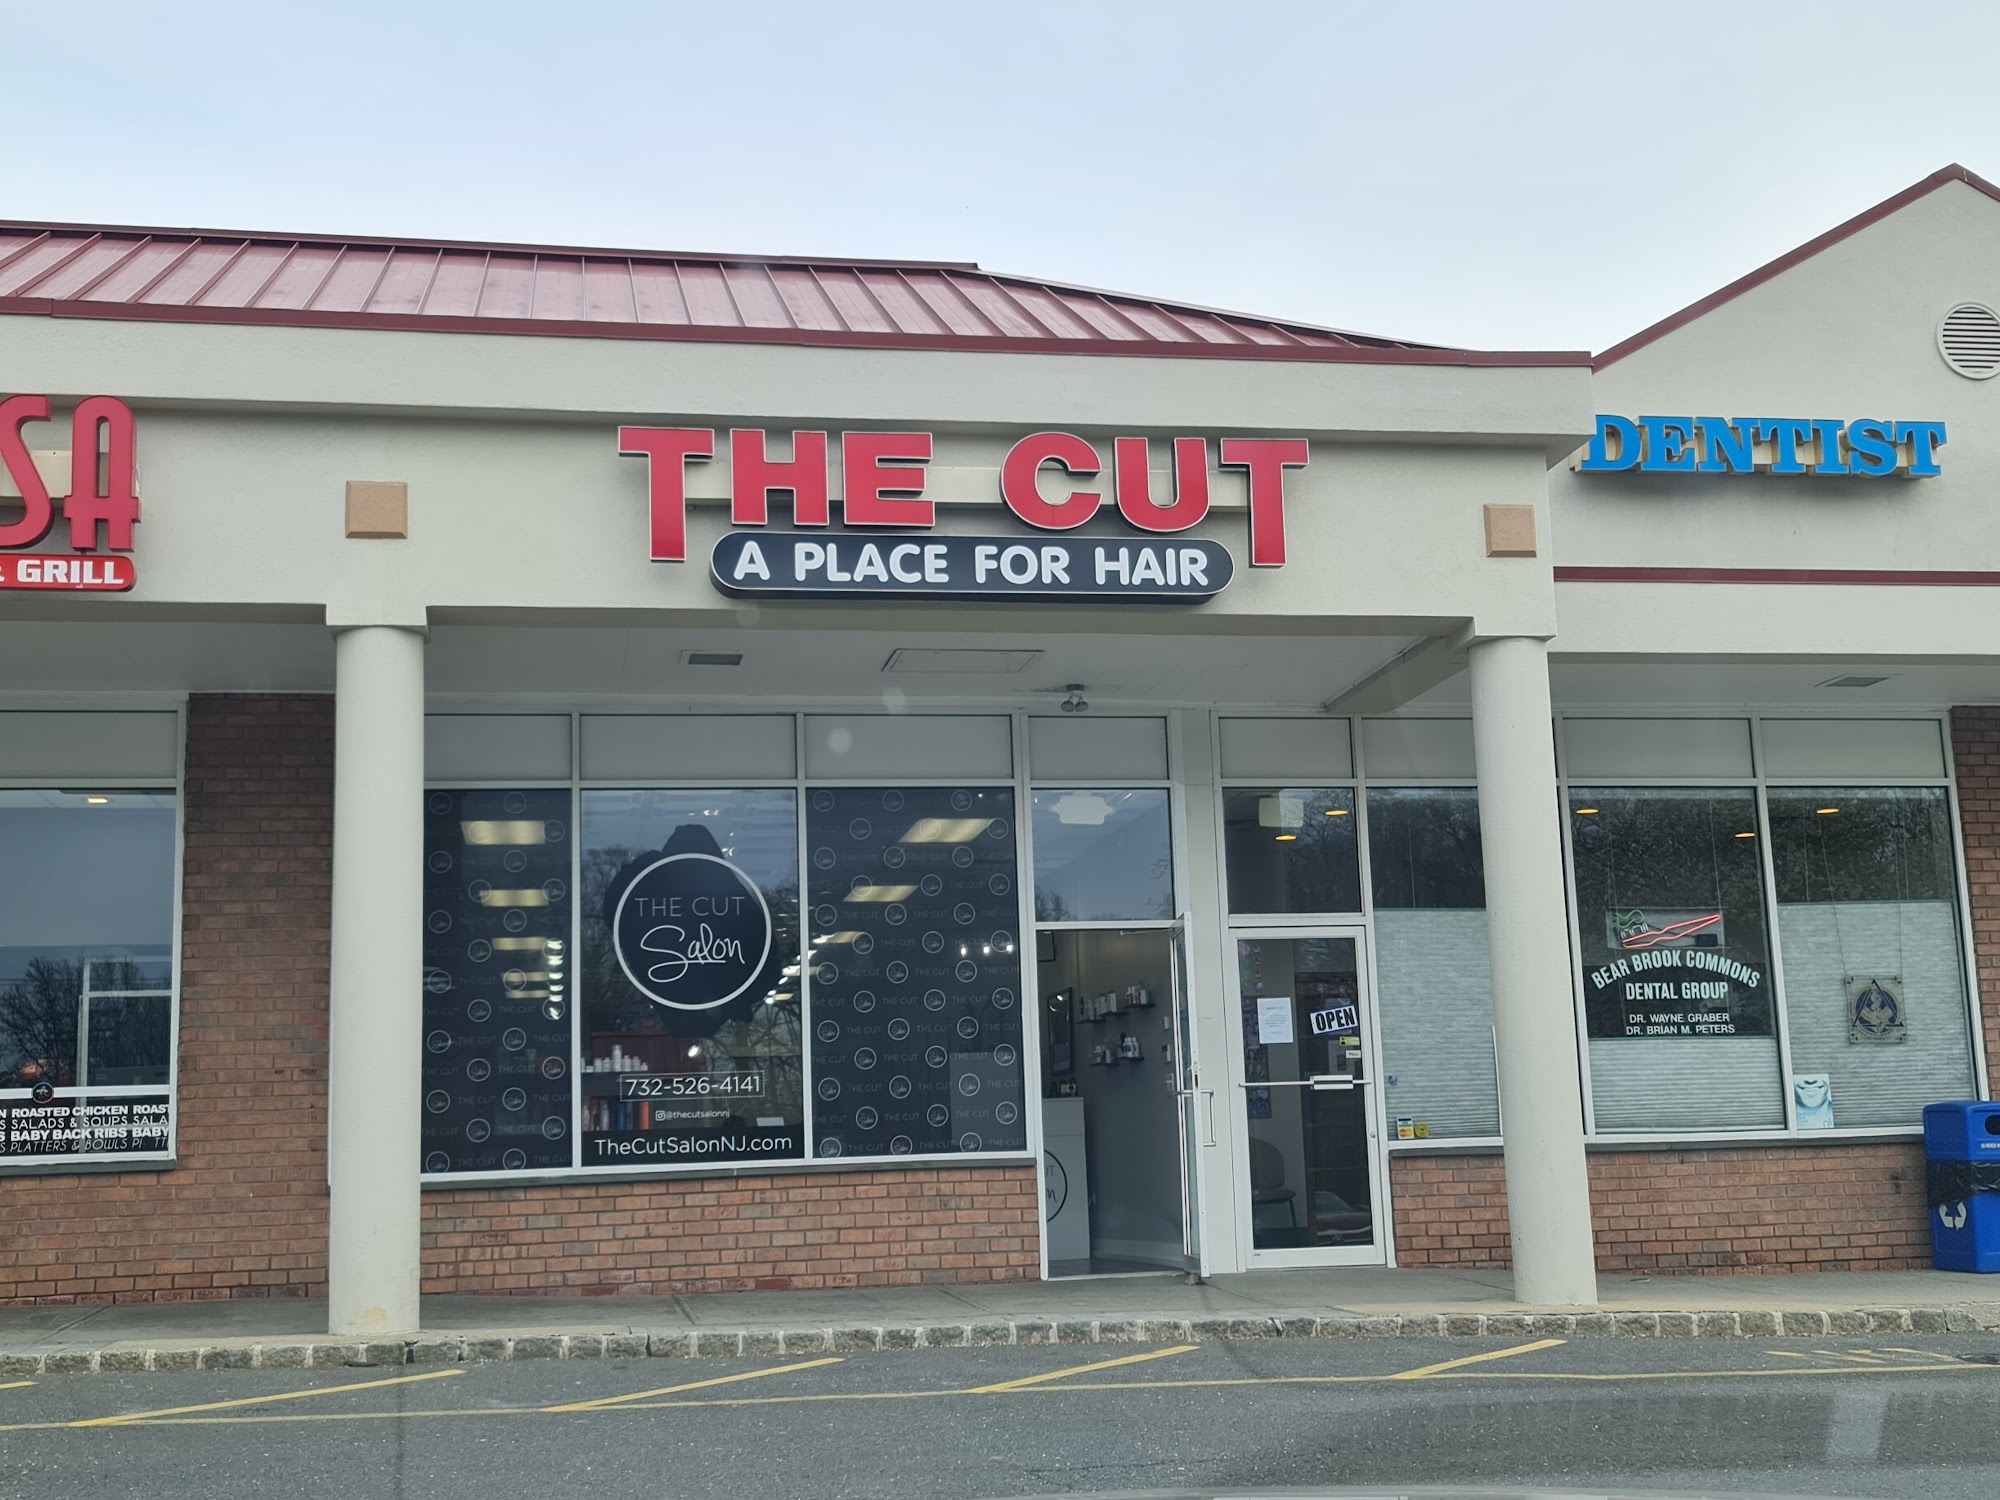 SA
& GRILL
THE CUT
A PLACE FOR HAIR
DENTIST
THE CUT
Salon
732-526-4141
@thecutsalonnj
TheCutSalonNJ.com
OPEN
BEAR BROOK COMMONS
DENTAL GROUP
DR. WAYNE GRABER
DR. BRIAN M. PETERS
N ROASTED CHICKEN ROAST
S SALADS & SOUPS SALA
S BABY BACK RIBS BABY
S PLATTERS & BOWLS